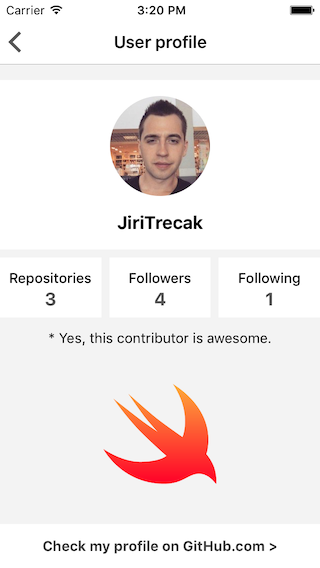 Carrier 3:20 PM
User profile
JiriTrecak
Repositories Followers Following
3 4 1
* Yes, this contributor is awesome.
Check my profile on GitHub.com >